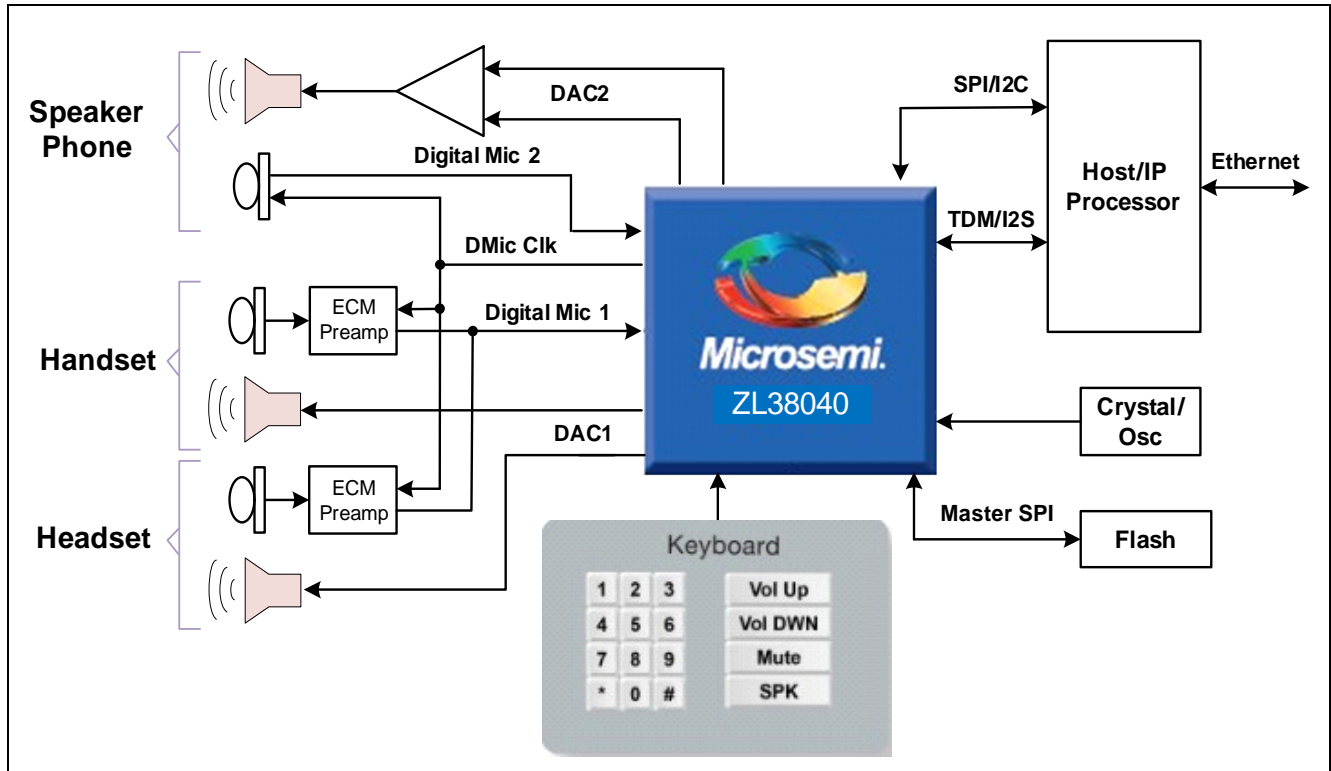 Speaker
Phone
DAC2
Digital Mic 2
DMic Clk
SPI/I2C
Host/IP
Processor
Ethernet
TDM/I2S
Handset
ECM
Preamp
Digital Mic 1
Microsemi.
ZL38040
DAC1
Crystal/
Osc
Headset
ECM
Preamp
Master SPI
Flash
Keyboard
1 2 3 Vol Up
4 5 6 Vol DWN
7 8 9 Mute
* 0 # SPK